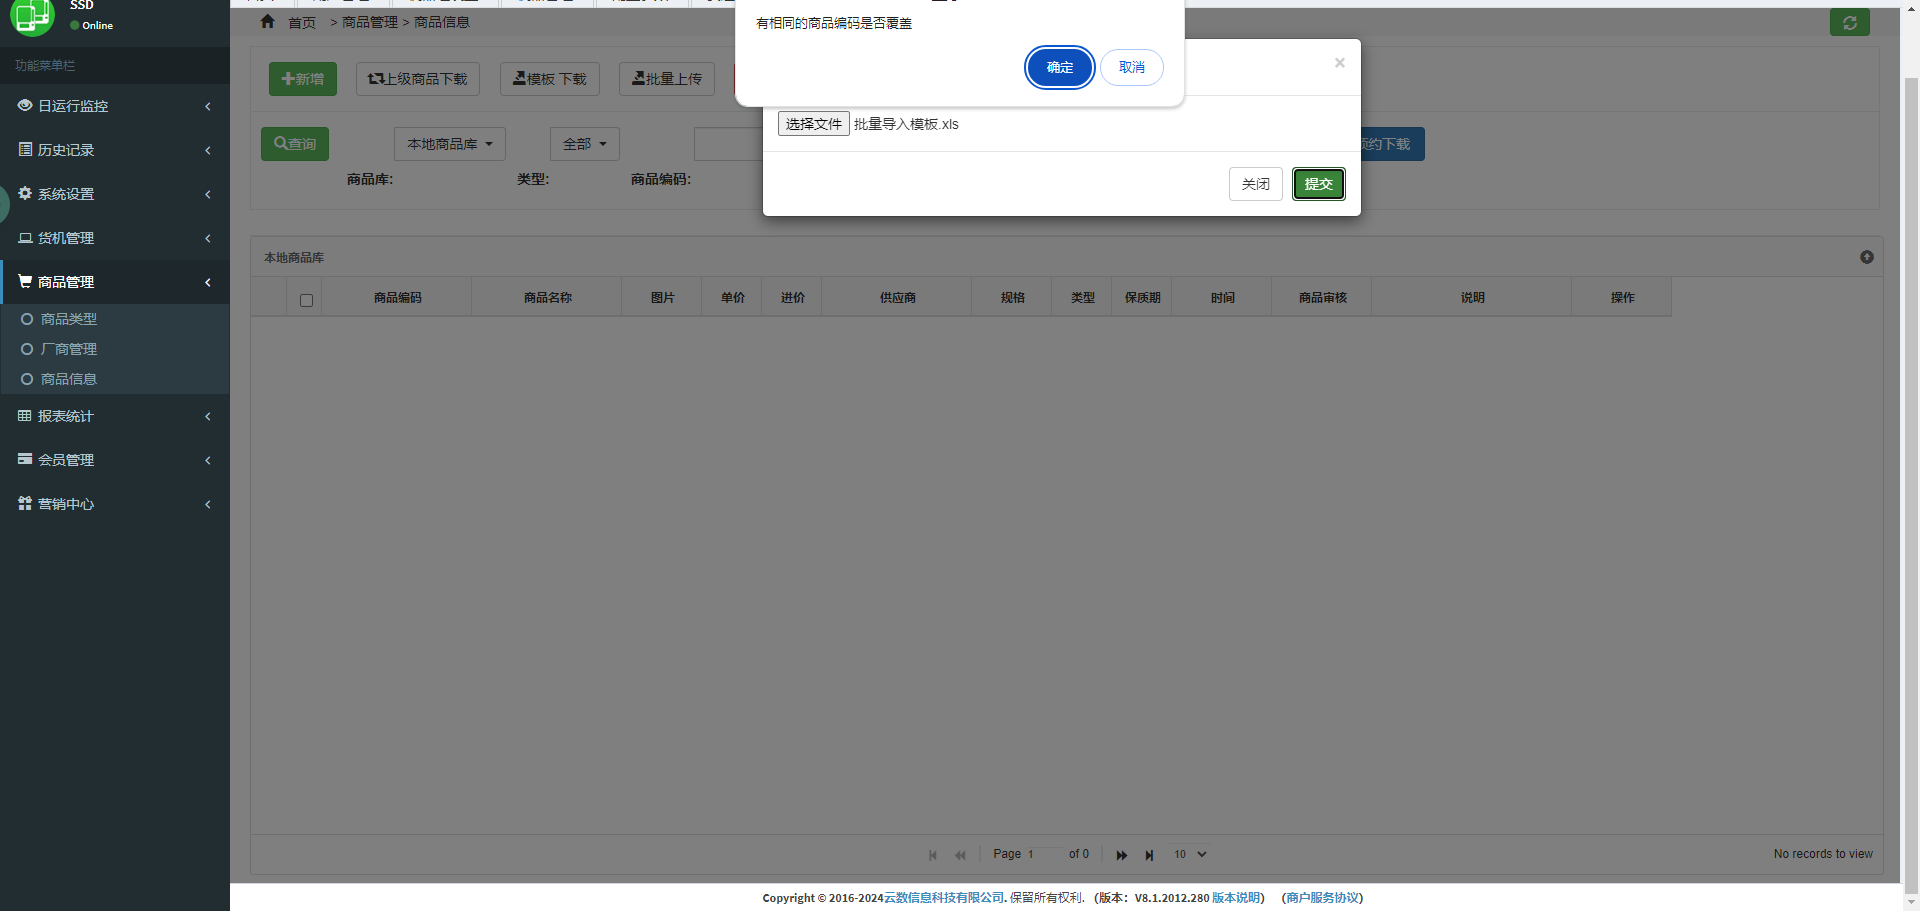 SSD
Online
功能菜单栏
日运行监控
历史记录
系统设置
货机管理
商品管理
商品类型
厂商管理
商品信息
报表统计
会员管理
营销中心
首页 > 商品管理 > 商品信息
有相同的商品编码是否覆盖
确定
取消
新增
上级商品下载
模板 下载
批量上传
×
选择文件 批量导入模板.xls
关闭
提交
查询
本地商品库
全部
约下载
商品库:
类型:
商品编码:
本地商品库
商品编码
商品名称
图片
单价
进价
供应商
规格
类型
保质期
时间
商品审核
说明
操作
Page 1 of 0
10
No records to view
Copyright © 2016-2024云数信息科技有限公司. 保留所有权利. (版本: V8.1.2012.280 版本说明) (商户服务协议)